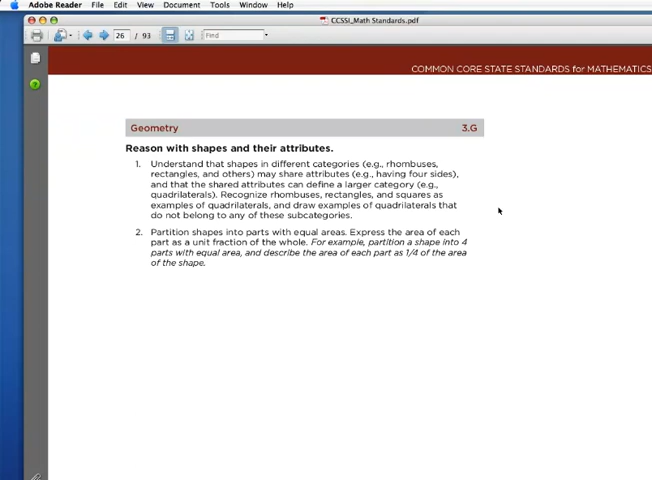 Adobe Reader File Edit View Document Tools Window Help
CCSSI_Math Standards.pdf
26 / 93 Find
COMMON CORE STATE STANDARDS for MATHEMATICS
Geometry 3.G
Reason with shapes and their attributes.
1. Understand that shapes in different categories (e.g., rhombuses,
rectangles, and others) may share attributes (e.g., having four sides),
and that the shared attributes can define a larger category (e.g.,
quadrilaterals). Recognize rhombuses, rectangles, and squares as
examples of quadrilaterals, and draw examples of quadrilaterals that
do not belong to any of these subcategories.
2. Partition shapes into parts with equal areas. Express the area of each
part as a unit fraction of the whole. For example, partition a shape into 4
parts with equal area, and describe the area of each part as 1/4 of the area
of the shape.